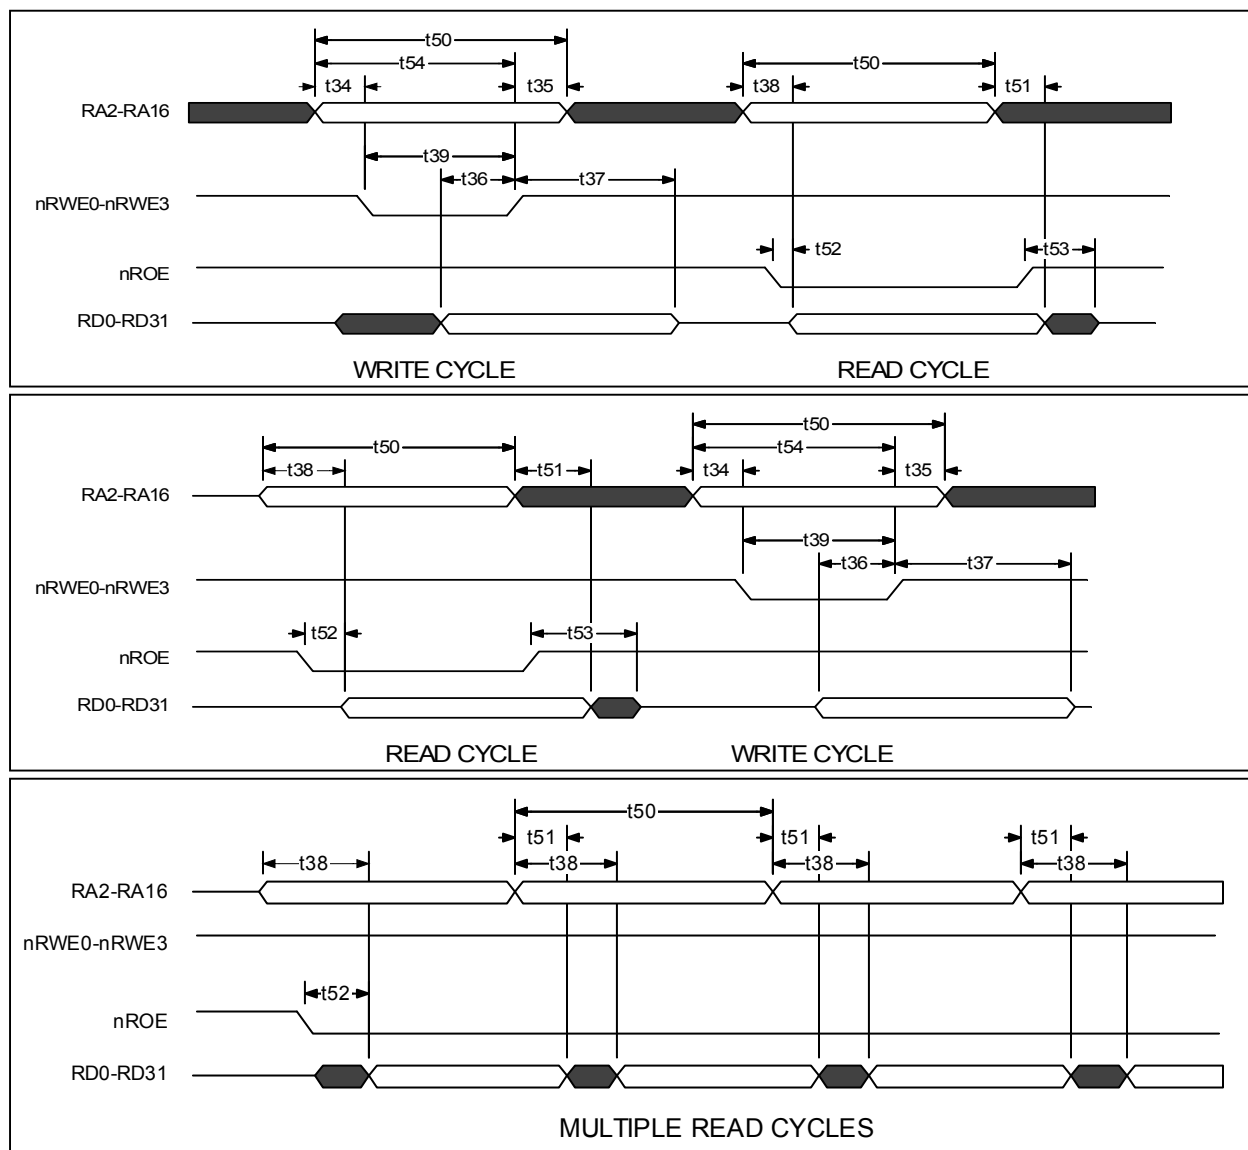 t50
t54
t50
t34 t35 t38 t51
RA2-RA16
t39
t36 t37
nRWE0-nRWE3
t52 t53
nROE
RD0-RD31
WRITE CYCLE READ CYCLE
t50
t50 t54
t38 t51 t34 t35
RA2-RA16
t39
t36 t37
nRWE0-nRWE3
t52 t53
nROE
RD0-RD31
READ CYCLE WRITE CYCLE
t50
t51 t51 t51
t38 t38 t38 t38
RA2-RA16
nRWE0-nRWE3
t52
nROE
RD0-RD31
MULTIPLE READ CYCLES